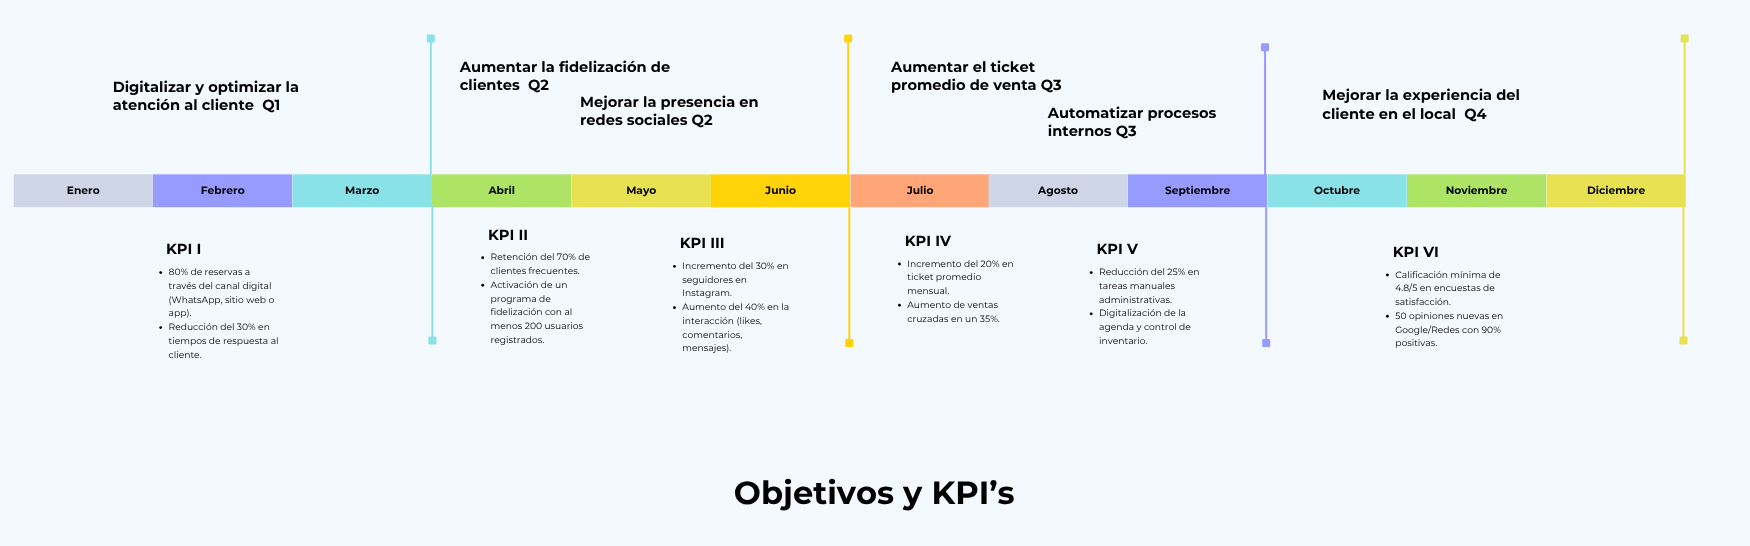 Digitalizar y optimizar la
atención al cliente  Q1
Aumentar la fidelización de
clientes  Q2
Mejorar la presencia en
redes sociales Q2
Aumentar el ticket
promedio de venta Q3
Automatizar procesos
internos Q3
Mejorar la experiencia del
cliente en el local  Q4
Enero
Febrero
Marzo
Abril
Mayo
Junio
Julio
Agosto
Septiembre
Octubre
Noviembre
Diciembre
KPI I
• 80% de reservas a
través del canal digital
(WhatsApp, sitio web o
app).
• Reducción del 30% en
tiempos de respuesta al
cliente.
KPI II
• Retención del 70% de
clientes frecuentes.
• Activación de un
programa de
fidelización con al
menos 200 usuarios
registrados.
KPI III
• Incremento del 30% en
seguidores en
Instagram.
• Aumento del 40% en la
interacción (likes,
comentarios,
mensajes).
KPI IV
• Incremento del 20% en
ticket promedio
mensual.
• Aumento de ventas
cruzadas en un 35%.
KPI V
• Reducción del 25% en
tareas manuales
administrativas.
• Digitalización de la
agenda y control de
inventario.
KPI VI
• Calificación mínima de
4.8/5 en encuestas de
satisfacción.
• 50 opiniones nuevas en
Google/Redes con 90%
positivas.
Objetivos y KPI’s